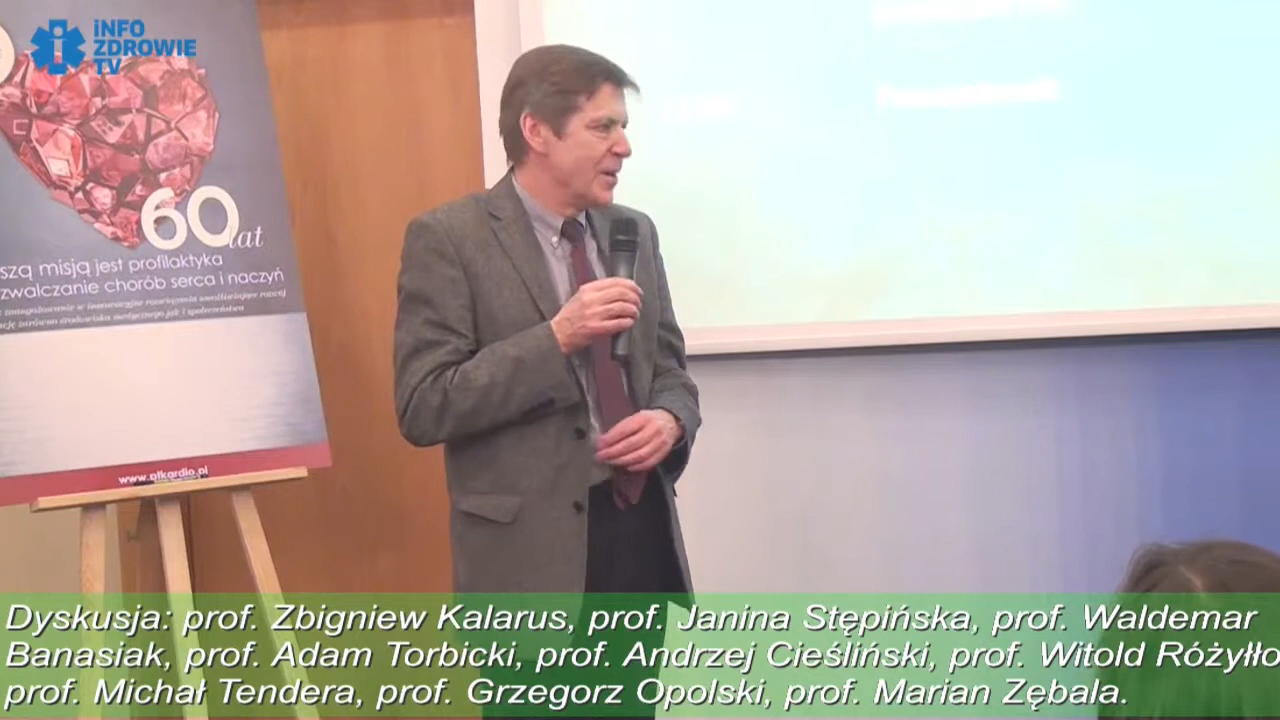 iNFO
ZDROWIE
TV
60
lat
szą misją jest profilaktyka
zwalczanie chorób serca i naczyń
www.ptkardio.pl
Dyskusja: prof. Zbigniew Kalarus, prof. Janina Stępińska, prof. Waldemar
Banasiak, prof. Adam Torbicki, prof. Andrzej Cieśliński, prof. Witold Różyłło
prof. Michał Tendera, prof. Grzegorz Opolski, prof. Marian Zębala.